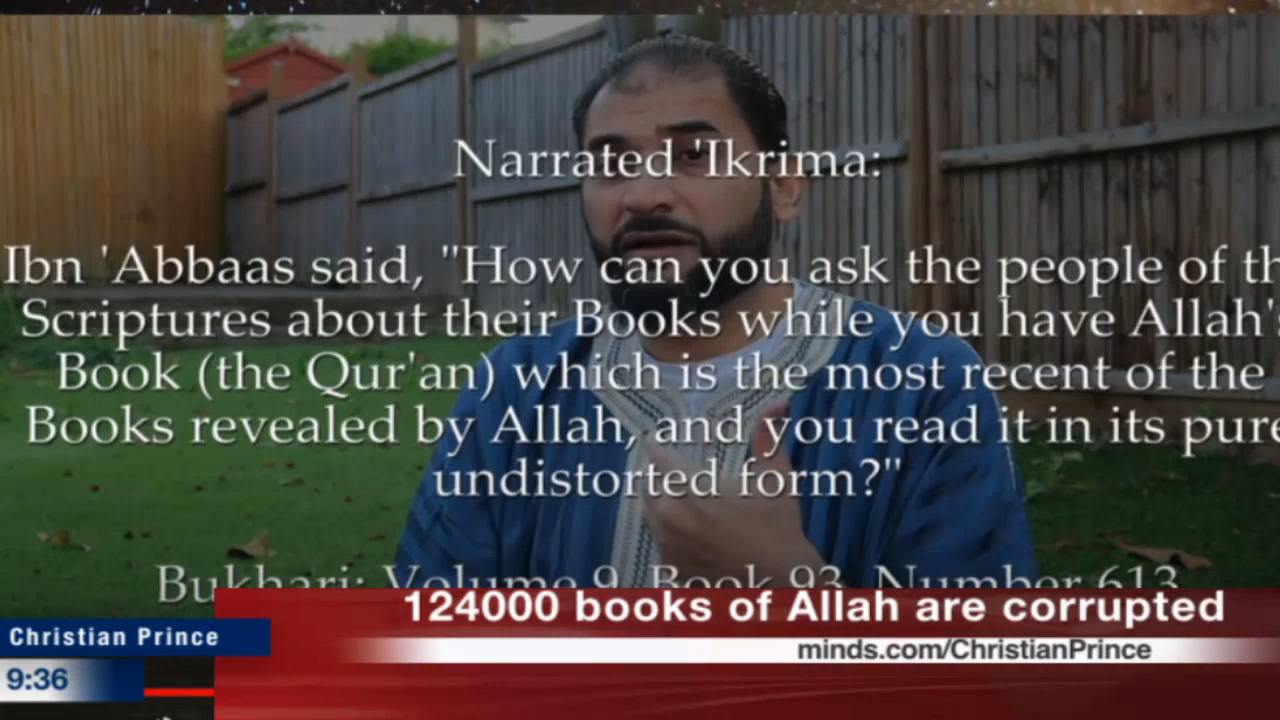 Narrated 'Ikrima:
Ibn 'Abbaas said, "How can you ask the people of th
Scriptures about their Books while you have Allah'
Book (the Qur'an) which is the most recent of the
Books revealed by Allah, and you read it in its pure
undistorted form?"
Bukhari: Volume 9, Book 93, Number 613
124000 books of Allah are corrupted
Christian Prince
minds.com/ChristianPrince
9:36